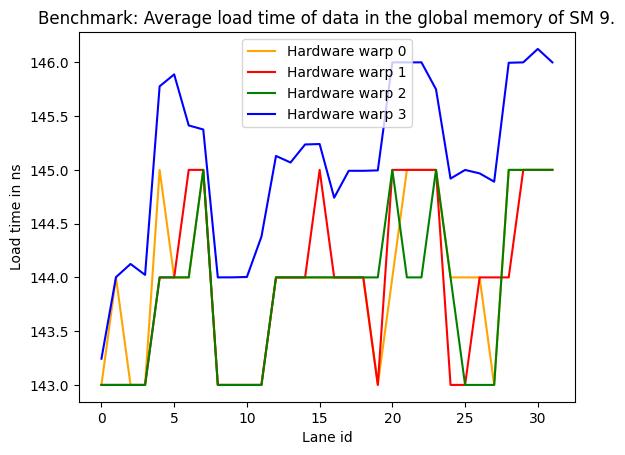 Benchmark: Average load time of data in the global memory of SM 9.
Hardware warp 0
Hardware warp 1
Hardware warp 2
Hardware warp 3
146.0
145.5
145.0
144.5
144.0
143.5
143.0
Load time in ns
0 5 10 15 20 25 30
Lane id